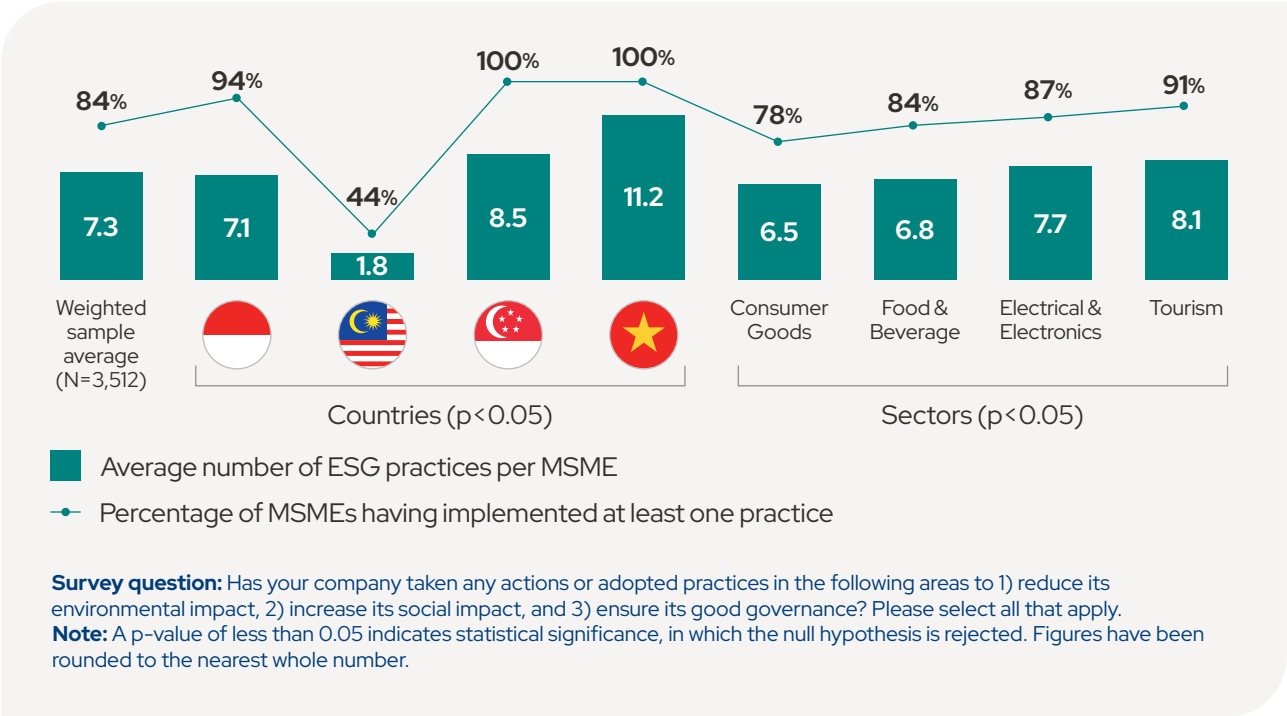 84%
94%
44%
100%
100%
78%
84%
87%
91%
7.3
7.1
1.8
8.5
11.2
6.5
6.8
7.7
8.1
Weighted
sample
average
(N=3,512)
Consumer
Goods
Food &
Beverage
Electrical &
Electronics
Tourism
Countries (p<0.05)
Sectors (p<0.05)
Average number of ESG practices per MSME
Percentage of MSMEs having implemented at least one practice
Survey question: Has your company taken any actions or adopted practices in the following areas to 1) reduce its
environmental impact, 2) increase its social impact, and 3) ensure its good governance? Please select all that apply.
Note: A p-value of less than 0.05 indicates statistical significance, in which the null hypothesis is rejected. Figures have been
rounded to the nearest whole number.